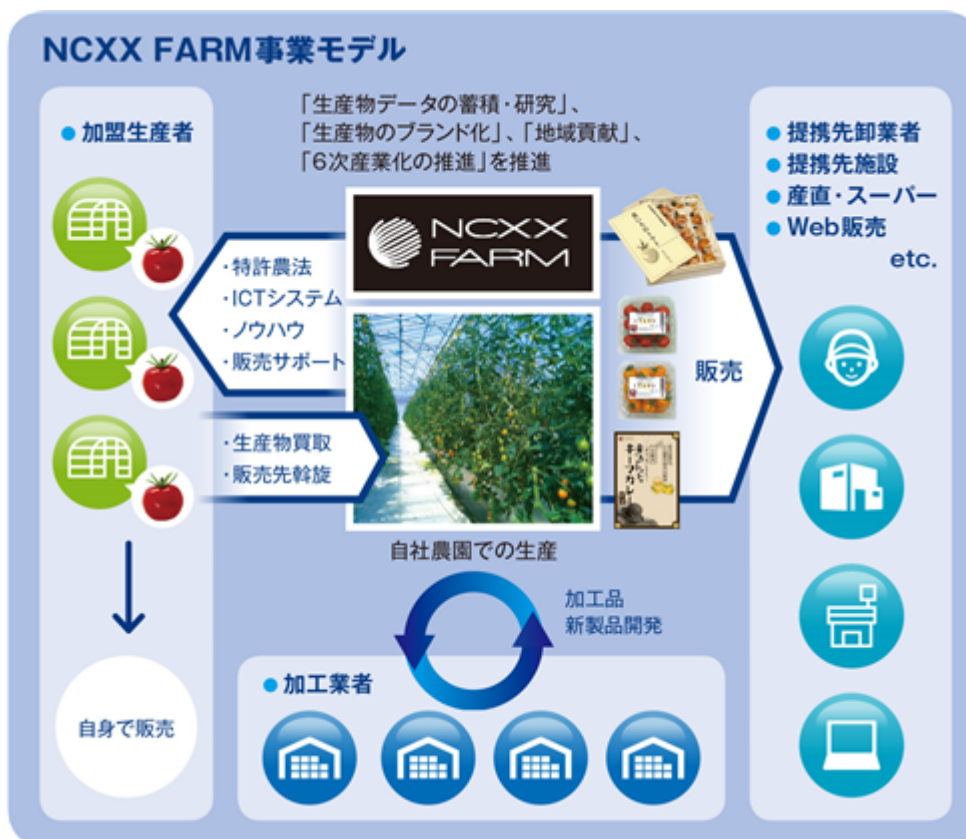 NCXX FARM事業モデル
● 加盟生産者
「生産物データの蓄積・研究」、
「生産物のブランド化」、「地域貢献」、
「6次産業化の推進」を推進
NCXX
FARM
・特許農法
・ICTシステム
・ノウハウ
・販売サポート
・生産物買取
・販売先斡旋
自社農園での生産
販売
● 提携先卸業者
● 提携先施設
● 産直・スーパー
● Web販売
etc.
自身で販売
加工品
新製品開発
● 加工業者